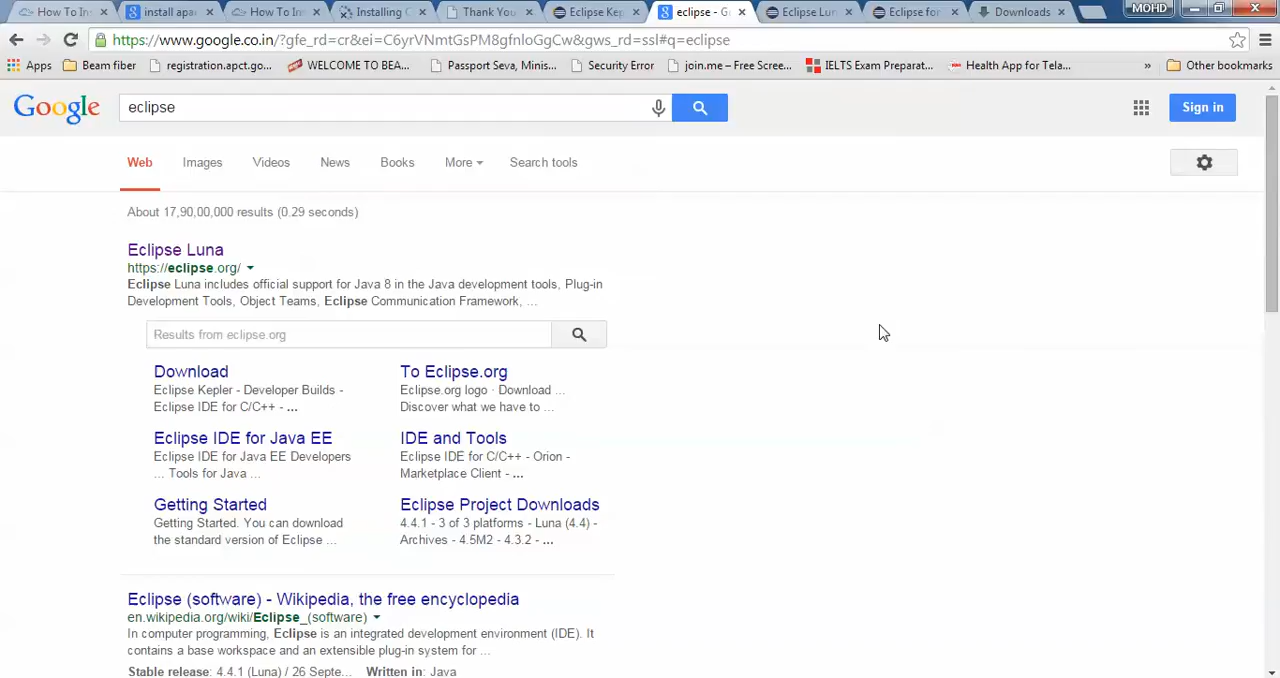 How To In
install apa
How To In
Installing C
Thank You
Eclipse Ke
eclipse - G
Eclipse Lun
Eclipse for
Downloads
MOHD
https://www.google.co.in/?gfe_rd=cr&ei=C6yrVNmtGsPM8gfnloGgCw&gws_rd=ssl#q=eclipse
Apps
Beam fiber
registration.apct.go...
WELCOME TO BEA...
Passport Seva, Minis...
Security Error
join.me – Free Scree...
IELTS Exam Preparat...
Health App for Tela...
»
Other bookmarks
Google
eclipse
Sign in
Web
Images
Videos
News
Books
More
Search tools
About 17,90,00,000 results (0.29 seconds)
Eclipse Luna
https://eclipse.org/
Eclipse Luna includes official support for Java 8 in the Java development tools, Plug-in
Development Tools, Object Teams, Eclipse Communication Framework, ...
Results from eclipse.org
Download
Eclipse Kepler - Developer Builds -
Eclipse IDE for C/C++ - ...
To Eclipse.org
Eclipse.org logo · Download ...
Discover what we have to ...
Eclipse IDE for Java EE
Eclipse IDE for Java EE Developers
... Tools for Java ...
IDE and Tools
Eclipse IDE for C/C++ - Orion -
Marketplace Client - ...
Getting Started
Getting Started. You can download
the standard version of Eclipse ...
Eclipse Project Downloads
4.4.1 - 3 of 3 platforms - Luna (4.4) -
Archives - 4.5M2 - 4.3.2 - ...
Eclipse (software) - Wikipedia, the free encyclopedia
en.wikipedia.org/wiki/Eclipse_(software)
In computer programming, Eclipse is an integrated development environment (IDE). It
contains a base workspace and an extensible plug-in system for ...
Stable release: 4.4.1 (Luna) / 26 Septe... Written in: Java